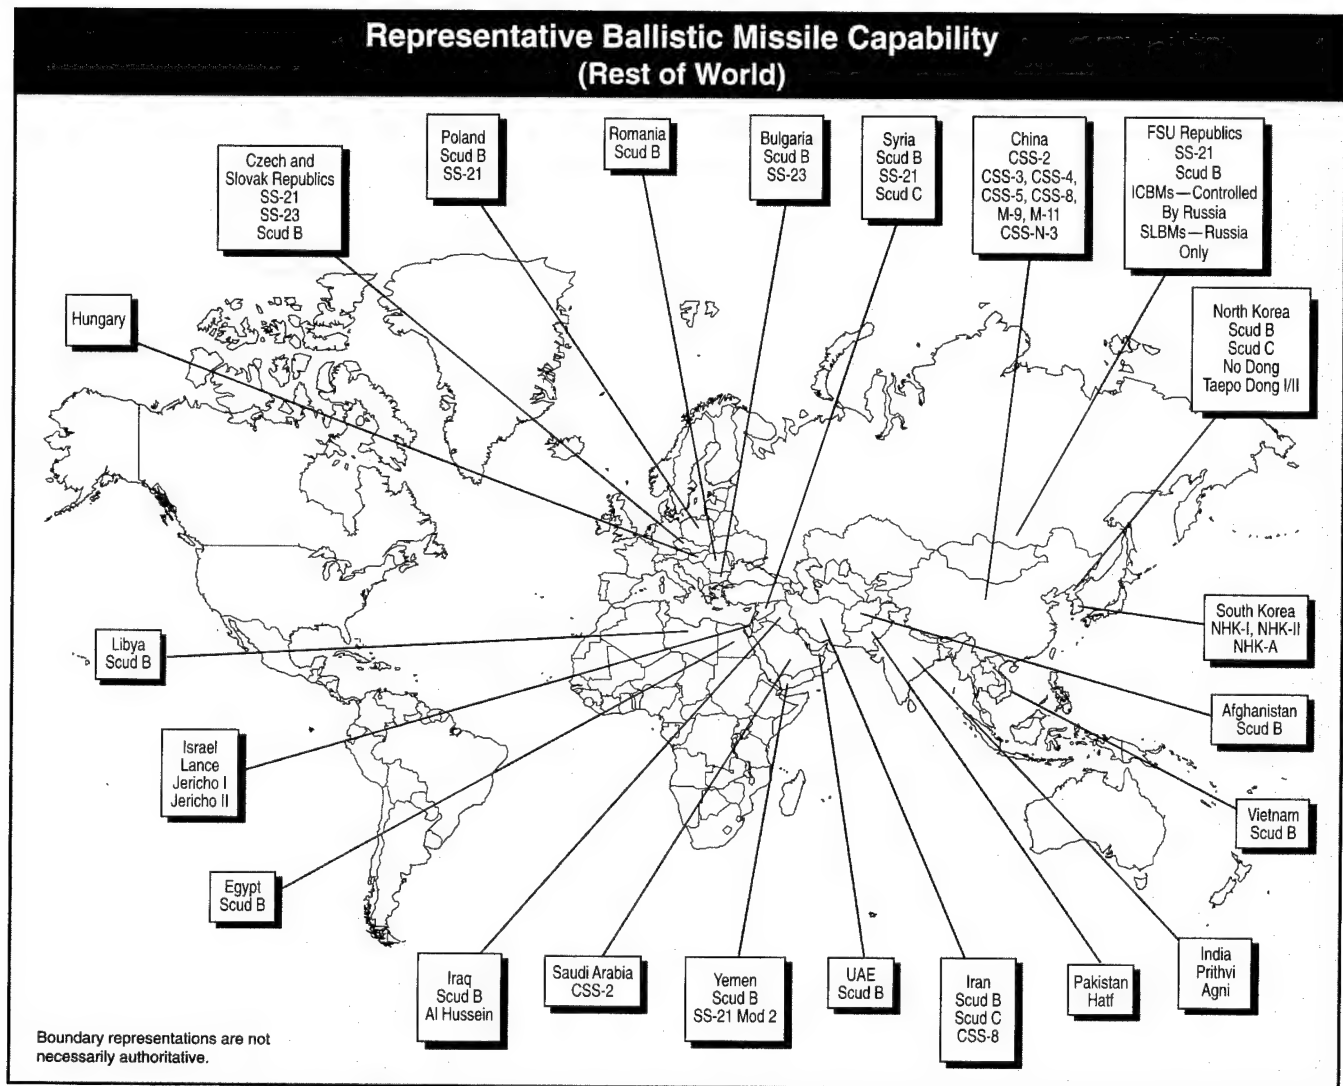 Representative Ballistic Missile Capability
(Rest of World)
Czech and
Slovak Republics
SS-21
SS-23
Scud B
Poland
Scud B
SS-21
Romania
Scud B
Bulgaria
Scud B
SS-23
Syria
Scud B
SS-21
Scud C
China
CSS-2
CSS-3, CSS-4,
CSS-5, CSS-8,
M-9, M-11
CSS-N-3
FSU Republics
SS-21
Scud B
ICBMs—Controlled
By Russia
SLBMs—Russia
Only
Hungary
North Korea
Scud B
Scud C
No Dong
Taepo Dong I/II
Libya
Scud B
South Korea
NHK-I, NHK-II
NHK-A
Israel
Lance
Jericho I
Jericho II
Afghanistan
Scud B
Vietnam
Scud B
Egypt
Scud B
Iraq
Scud B
Al Hussein
Saudi Arabia
CSS-2
Yemen
Scud B
SS-21 Mod 2
UAE
Scud B
Iran
Scud B
Scud C
CSS-8
Pakistan
Hatf
India
Prithvi
Agni
Boundary representations are not
necessarily authoritative.